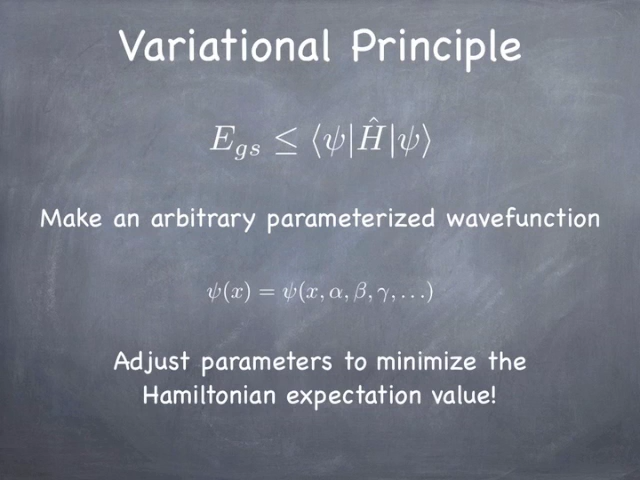 Variational Principle
E_{gs} ≤ ⟨ψ|Ĥ|ψ⟩
Make an arbitrary parameterized wavefunction
ψ(x) = ψ(x, α, β, γ, . . .)
Adjust parameters to minimize the
Hamiltonian expectation value!